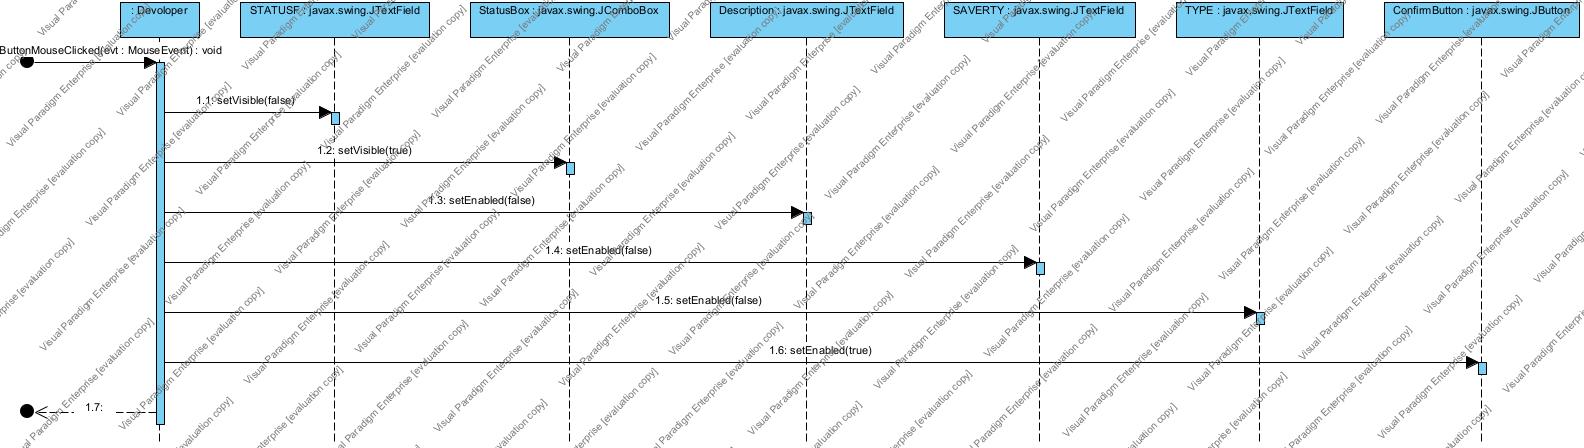 : Devoloper
STATUSF : javax.swing.JTextField
StatusBox : javax.swing.JComboBox
Description : javax.swing.JTextField
SAVERTY : javax.swing.JTextField
TYPE : javax.swing.JTextField
ConfirmButton : javax.swing.JButton
ButtonMouseClicked(evt : MouseEvent) : void
1.1: setVisible(false)
1.2: setVisible(true)
1.3: setEnabled(false)
1.4: setEnabled(false)
1.5: setEnabled(false)
1.6: setEnabled(true)
1.7:
Visual Paradigm Enterprise [evaluation copy]